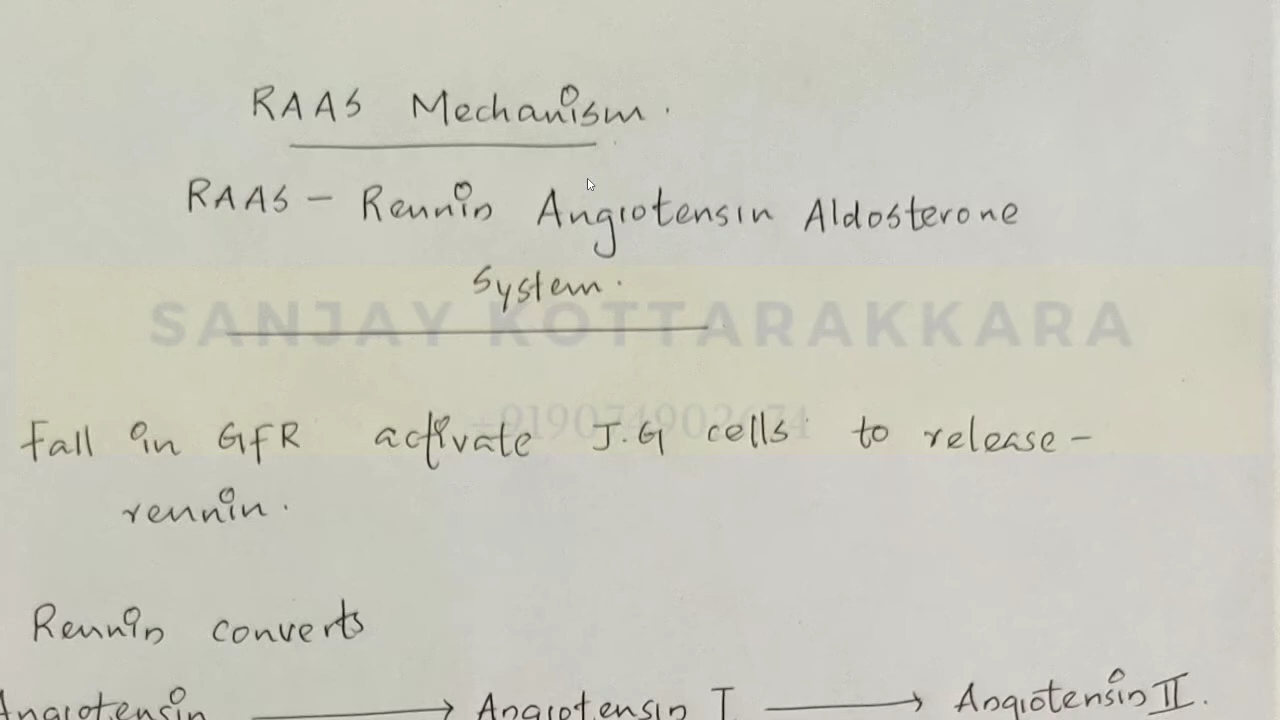 RAAS Mechanism.
RAAS - Rennin Angiotensin Aldosterone
System.
SANJAY KOTTARAKKARA
+919074902674
Fall in GFR activate J.G cells to release -
rennin.
Rennin converts
Angiotensin → Angiotensin I → Angiotensin II.